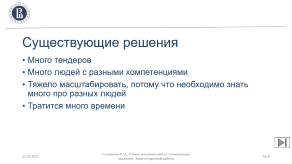 Существующие решения
• Много тендеров
• Много людей с разными компетенциями
• Тяжело масштабировать, потому что необходимо знать
много про разных людей
• Тратится много времени